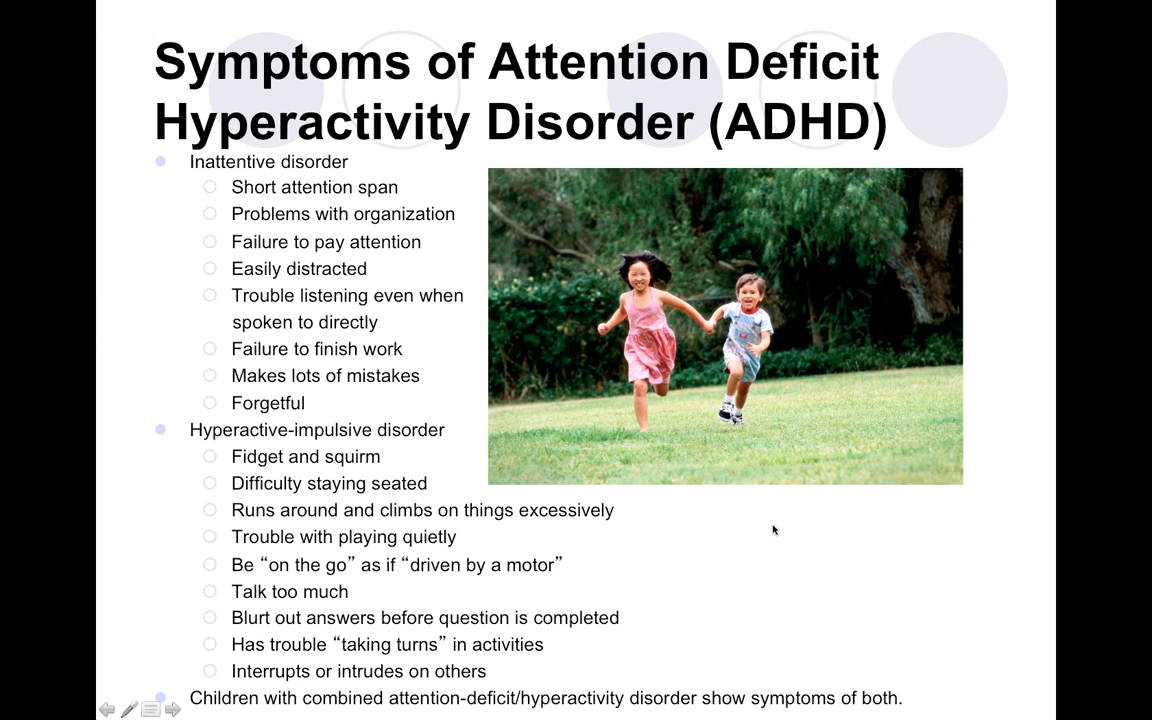 Symptoms of Attention Deficit
Hyperactivity Disorder (ADHD)
Inattentive disorder
Short attention span
Problems with organization
Failure to pay attention
Easily distracted
Trouble listening even when
spoken to directly
Failure to finish work
Makes lots of mistakes
Forgetful
Hyperactive-impulsive disorder
Fidget and squirm
Difficulty staying seated
Runs around and climbs on things excessively
Trouble with playing quietly
Be “on the go” as if “driven by a motor”
Talk too much
Blurt out answers before question is completed
Has trouble “taking turns” in activities
Interrupts or intrudes on others
Children with combined attention-deficit/hyperactivity disorder show symptoms of both.